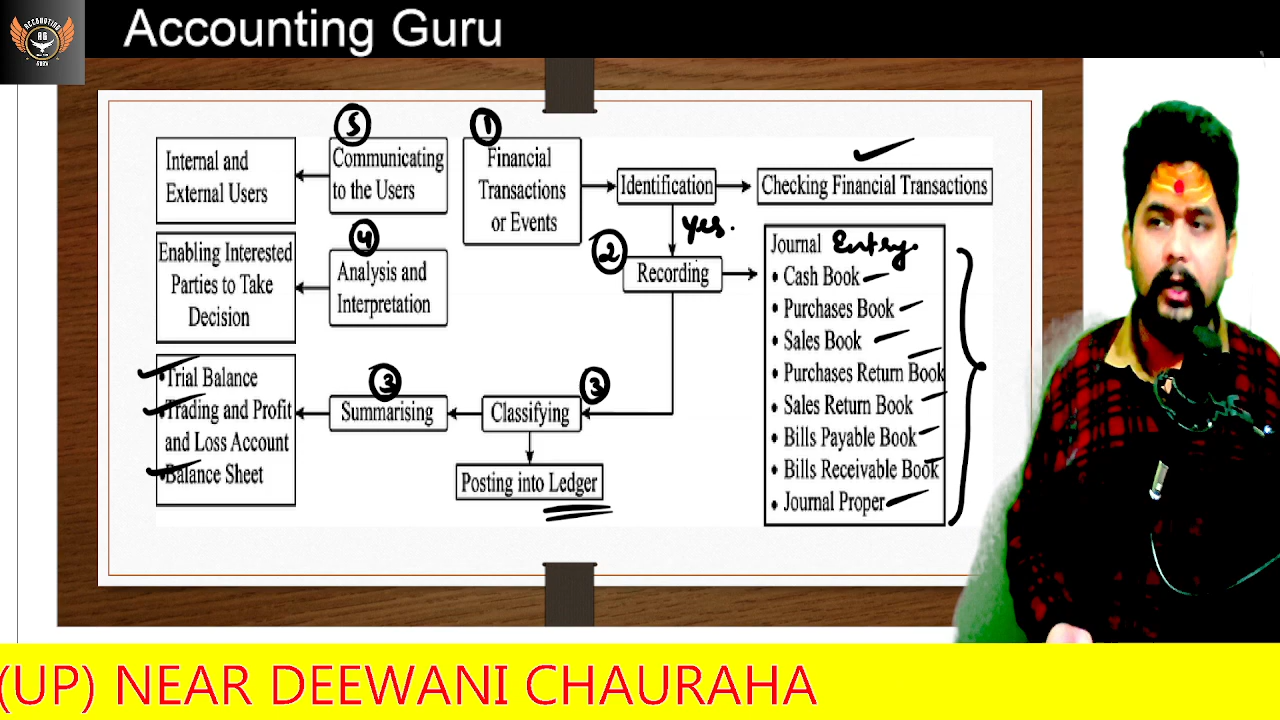 Accounting Guru
ACCOUNTING
AG
GURU
5
1
Communicating
to the Users
Internal and
External Users
Financial
Transactions
or Events
Identification
Checking Financial Transactions
yes.
4
2
Enabling Interested
Parties to Take
Decision
Analysis and
Interpretation
Recording
Journal Entry
• Cash Book
• Purchases Book
• Sales Book
• Purchases Return Book
• Sales Return Book
• Bills Payable Book
• Bills Receivable Book
• Journal Proper
3
3
•Trial Balance
•Trading and Profit
and Loss Account
•Balance Sheet
Summarising
Classifying
Posting into Ledger
(UP) NEAR DEEWANI CHAURAHA